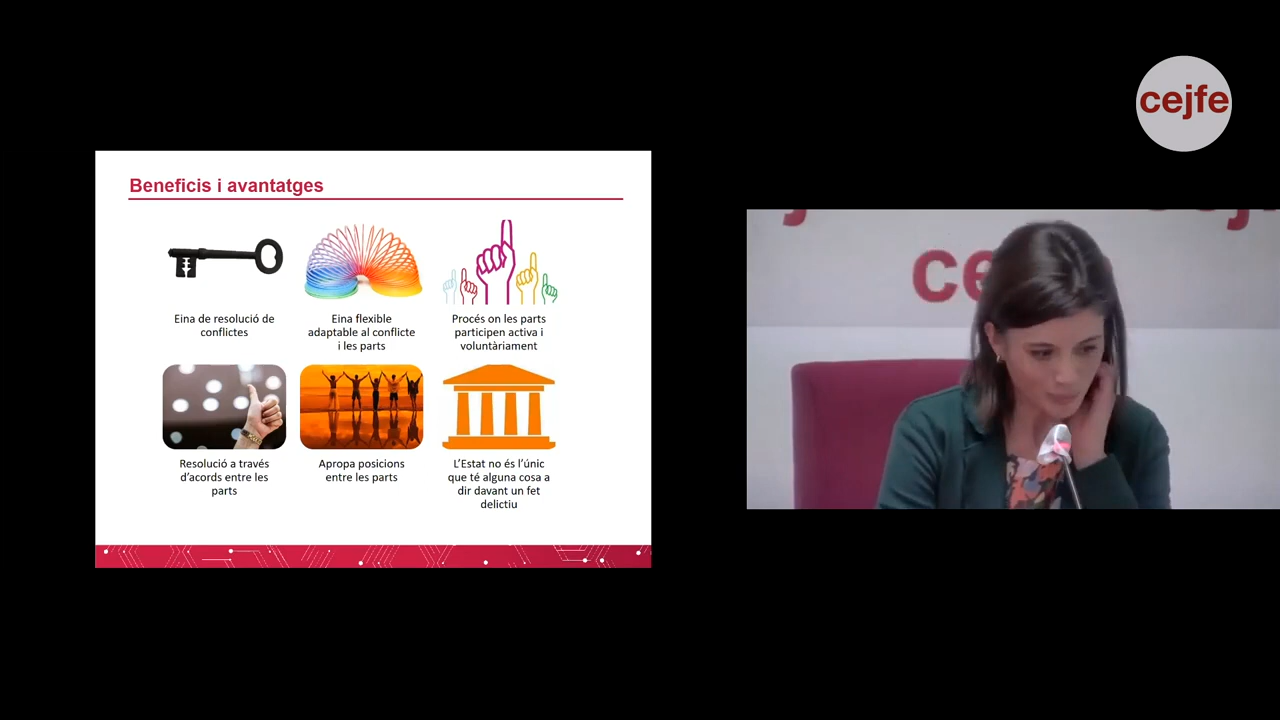 cejfe
Beneficis i avantatges
Eina de resolució de
conflictes
Eina flexible
adaptable al conflicte
i les parts
Procés on les parts
participen activa i
voluntàriament
Resolució a través
d'acords entre les
parts
Apropa posicions
entre les parts
L'Estat no és l'únic
que té alguna cosa a
dir davant un fet
delictiu
ce